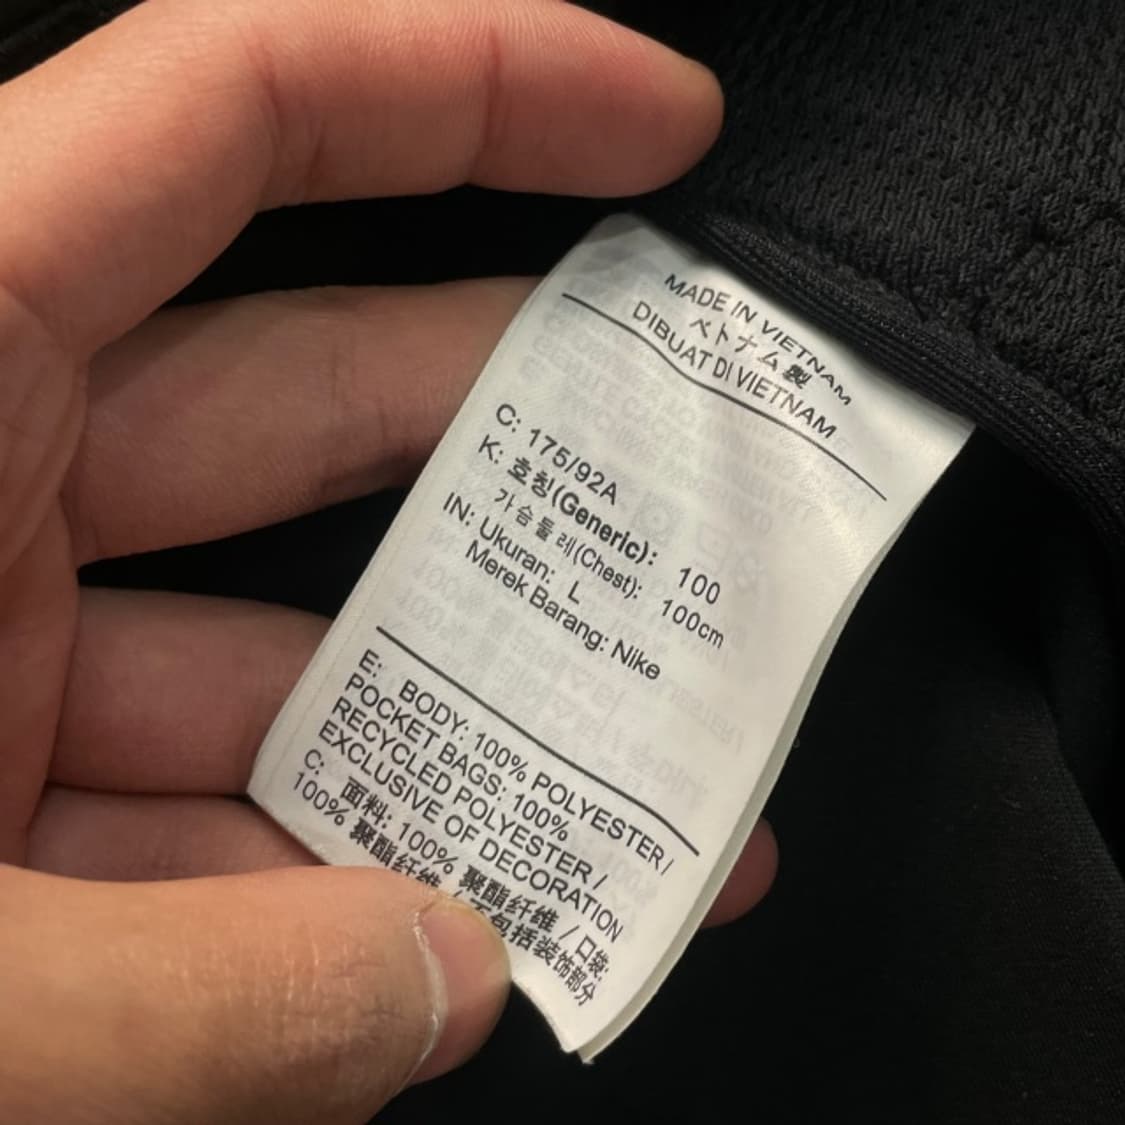 MADE IN VIETNAM
ベトナム製
DIBUAT DI VIETNAM
C: 175/92A
K: 호칭(Generic): 100
가슴둘레(Chest): 100cm
IN: Ukuran: L
Merek Barang: Nike
E: BODY: 100% POLYESTER /
POCKET BAGS: 100%
RECYCLED POLYESTER /
EXCLUSIVE OF DECORATION
C: 面料: 100% 聚酯纤维 / 口袋:
100% 聚酯纤维 / 不包括装饰部分